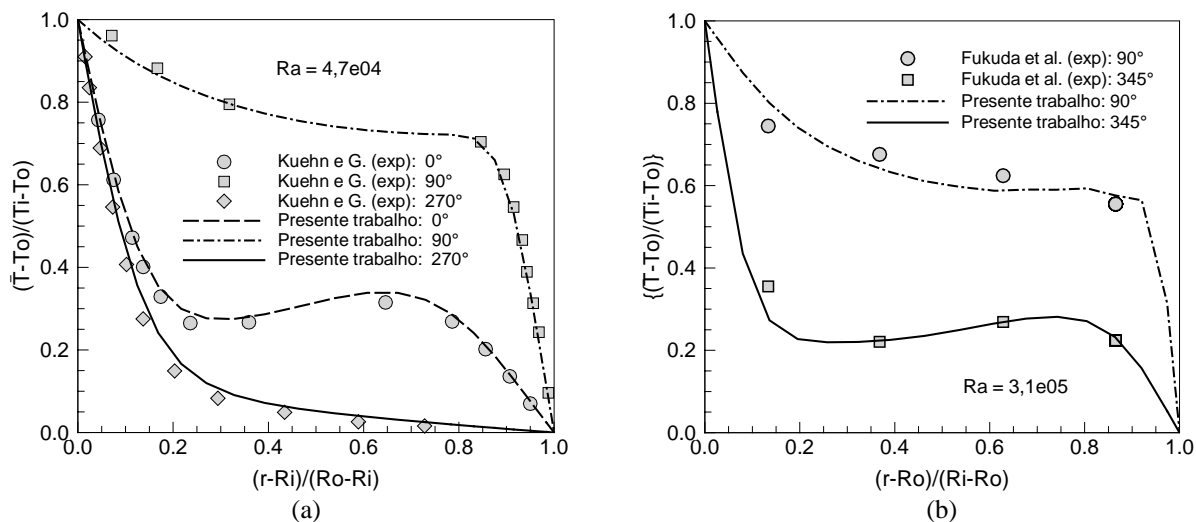 1.0
0.8
0.6
0.4
0.2
0.0
0.0
0.2
0.4
0.6
0.8
1.0
(T̄-To)/(Ti-To)
(r-Ri)/(Ro-Ri)
Ra = 4,7e04
Kuehn e G. (exp): 0°
Kuehn e G. (exp): 90°
Kuehn e G. (exp): 270°
Presente trabalho: 0°
Presente trabalho: 90°
Presente trabalho: 270°
(a)
1.0
0.8
0.6
0.4
0.2
0.0
0.0
0.2
0.4
0.6
0.8
1.0
{(T̄-To)/(Ti-To)}
(r-Ro)/(Ri-Ro)
Fukuda et al. (exp): 90°
Fukuda et al. (exp): 345°
Presente trabalho: 90°
Presente trabalho: 345°
Ra = 3,1e05
(b)